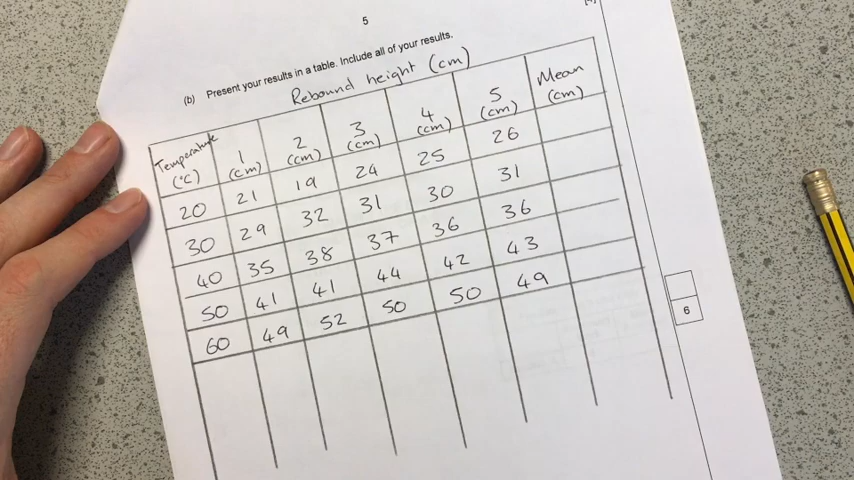 5
(b) Present your results in a table. Include all of your results.
Rebound height (cm)
Temperature (°C) 1 (cm) 2 (cm) 3 (cm) 4 (cm) 5 (cm) Mean (cm)
20 21 19 24 25 26
30 29 32 31 30 31
40 35 38 37 36 36
50 41 41 44 42 43
60 49 52 50 50 49
6